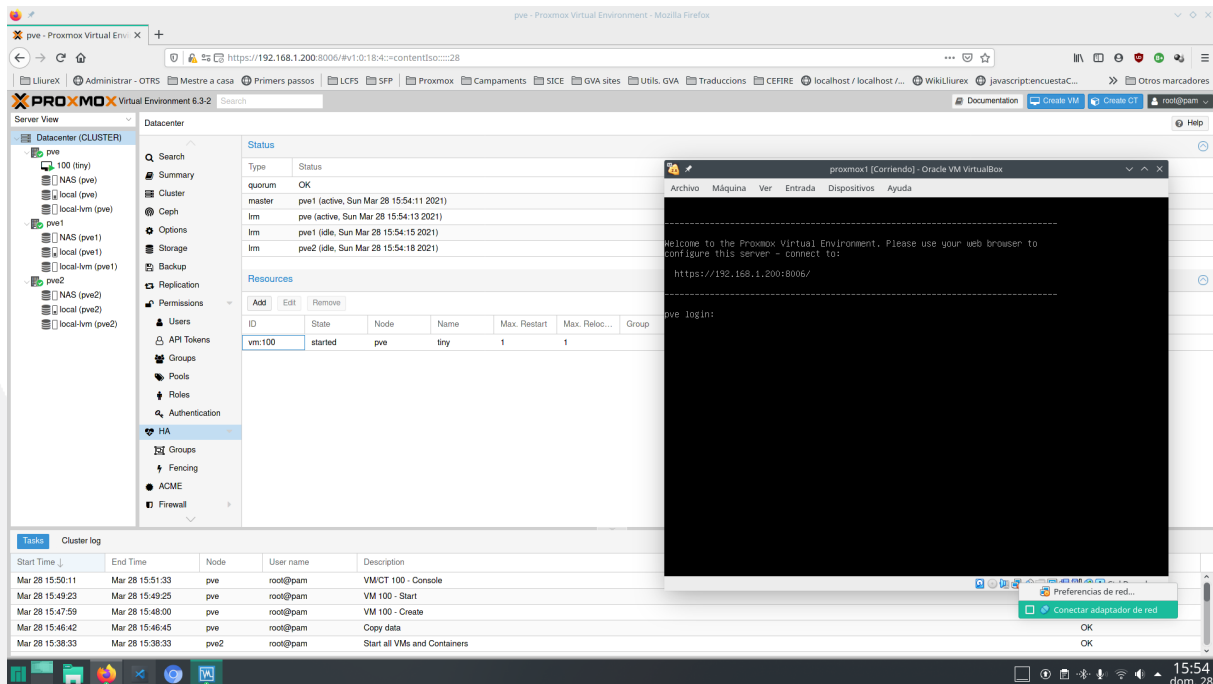 pve - Proxmox Virtual Environment - Mozilla Firefox
pve - Proxmox Virtual Envi
https://192.168.1.200:8006/#v1:0:18:4::=contentIso:::::28
LliureX Administrar - OTRS Mestre a casa Primers passos LCFS SFP Proxmox Campaments SICE GVA sites Utils. GVA Traduccions CEFIRE localhost / localhost /... WikiLliurex javascript:encuestaC... Otros marcadores
PROXMOX Virtual Environment 6.3-2 Search Documentation Create VM Create CT root@pam
Server View
Datacenter (CLUSTER)
pve
100 (tiny)
NAS (pve)
local (pve)
local-lvm (pve)
pve1
NAS (pve1)
local (pve1)
local-lvm (pve1)
pve2
NAS (pve2)
local (pve2)
local-lvm (pve2)
Datacenter
Help
Search
Summary
Cluster
Ceph
Options
Storage
Backup
Replication
Permissions
Users
API Tokens
Groups
Pools
Roles
Authentication
HA
Groups
Fencing
ACME
Firewall
Status
Type Status
quorum OK
master pve1 (active, Sun Mar 28 15:54:11 2021)
lrm pve (active, Sun Mar 28 15:54:13 2021)
lrm pve1 (idle, Sun Mar 28 15:54:15 2021)
lrm pve2 (idle, Sun Mar 28 15:54:18 2021)
Resources
Add Edit Remove
ID State Node Name Max. Restart Max. Reloc... Group
vm:100 started pve tiny 1 1
proxmox1 [Corriendo] - Oracle VM VirtualBox
Archivo Máquina Ver Entrada Dispositivos Ayuda
Welcome to the Proxmox Virtual Environment. Please use your web browser to
configure this server - connect to:
https://192.168.1.200:8006/
pve login:
Preferencias de red...
Conectar adaptador de red
Tasks Cluster log
Start Time ↓ End Time Node User name Description
Mar 28 15:50:11 Mar 28 15:51:33 pve root@pam VM/CT 100 - Console
Mar 28 15:49:23 Mar 28 15:49:25 pve root@pam VM 100 - Start
Mar 28 15:47:59 Mar 28 15:48:00 pve root@pam VM 100 - Create
Mar 28 15:46:42 Mar 28 15:46:45 pve root@pam Copy data OK
Mar 28 15:38:33 Mar 28 15:38:33 pve2 root@pam Start all VMs and Containers OK
15:54
dom. 28